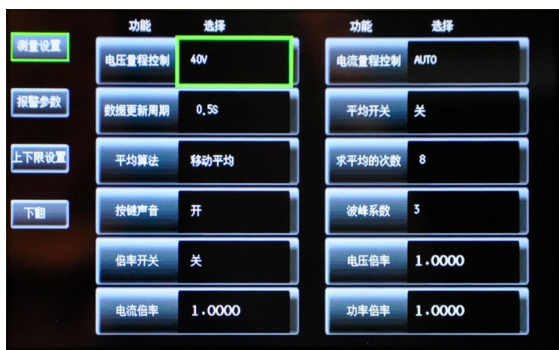 功能 选择 功能 选择
测量设置
电压量程控制 40V 电流量程控制 AUTO
报警参数
数据更新周期 0.5S 平均开关 关
上下限设置
平均算法 移动平均 求平均的次数 8
下翻
按键声音 开 波峰系数 3
倍率开关 关 电压倍率 1.0000
电流倍率 1.0000 功率倍率 1.0000